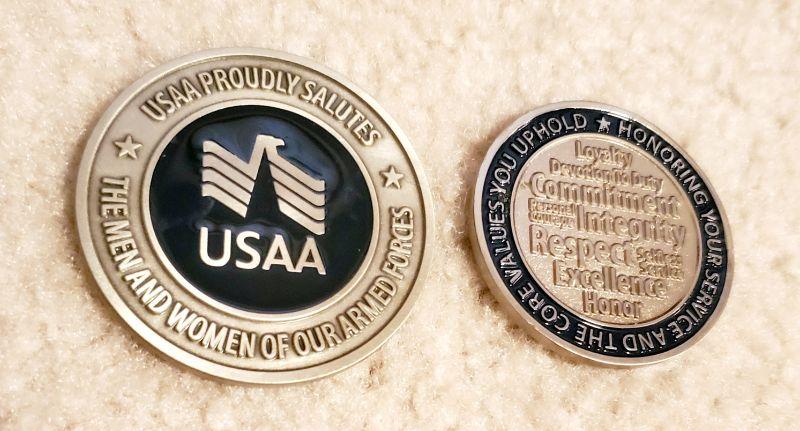 USAA PROUDLY SALUTES
THE MEN AND WOMEN OF OUR ARMED FORCES
USAA
HONORING YOUR SERVICE AND THE CORE VALUES YOU UPHOLD
Loyalty
Devotion to Duty
Commitment
Personal
Courage
Integrity
Respect
Selfless
Service
Excellence
Honor